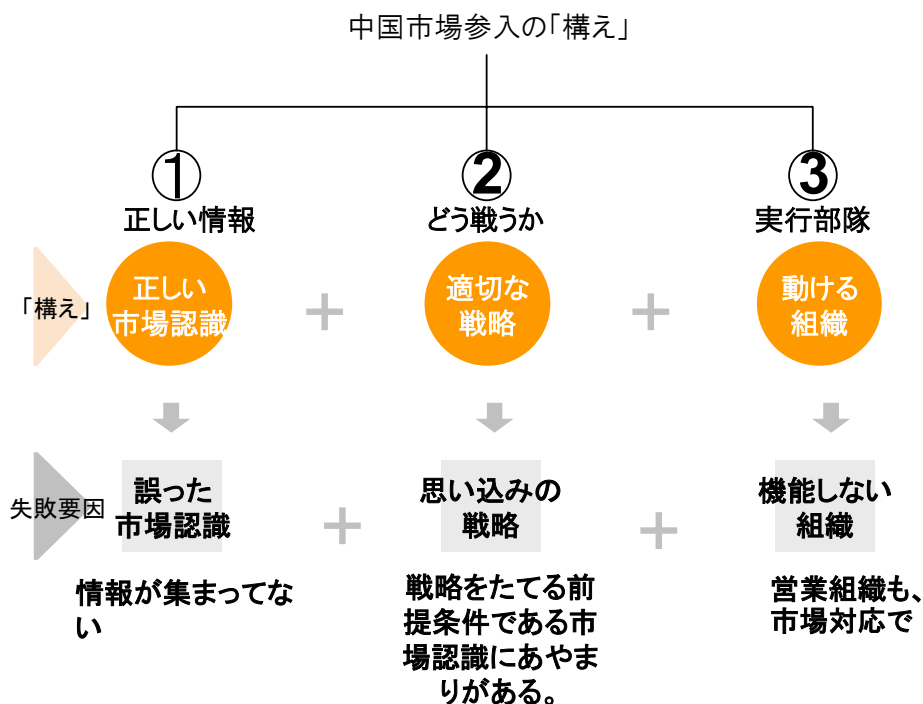 中国市場参入の「構え」
①
②
③
正しい情報
どう戦うか
実行部隊
「構え」
正しい
市場認識
+
適切な
戦略
+
動ける
組織
失敗要因
誤った
市場認識
+
思い込みの
戦略
+
機能しない
組織
情報が集まってな
い
戦略をたてる前
提条件である市
場認識にあやま
りがある。
営業組織も、
市場対応で